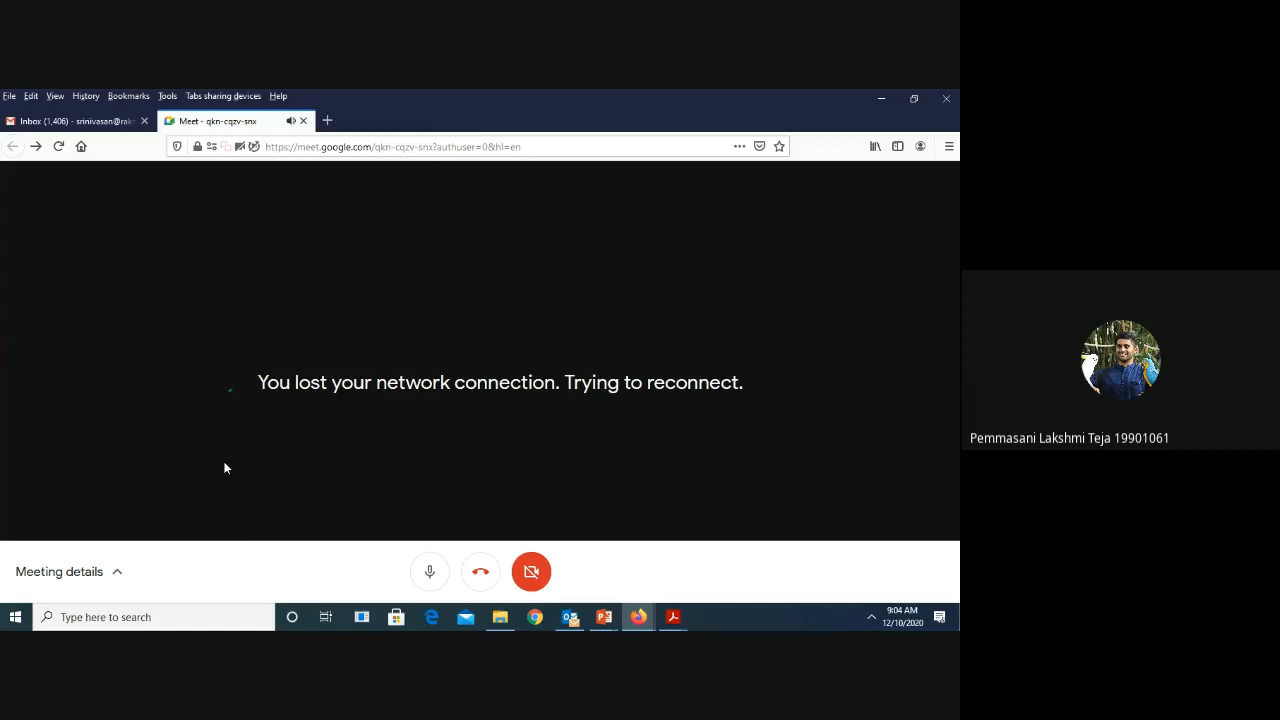 File Edit View History Bookmarks Tools Tabs sharing devices Help
Inbox (1,406) - srinivasan@rak
Meet - qkn-cqzv-snx
https://meet.google.com/qkn-cqzv-snx?authuser=0&hl=en
You lost your network connection. Trying to reconnect.
Pemmasani Lakshmi Teja 19901061
Meeting details
Type here to search
9:04 AM
12/10/2020